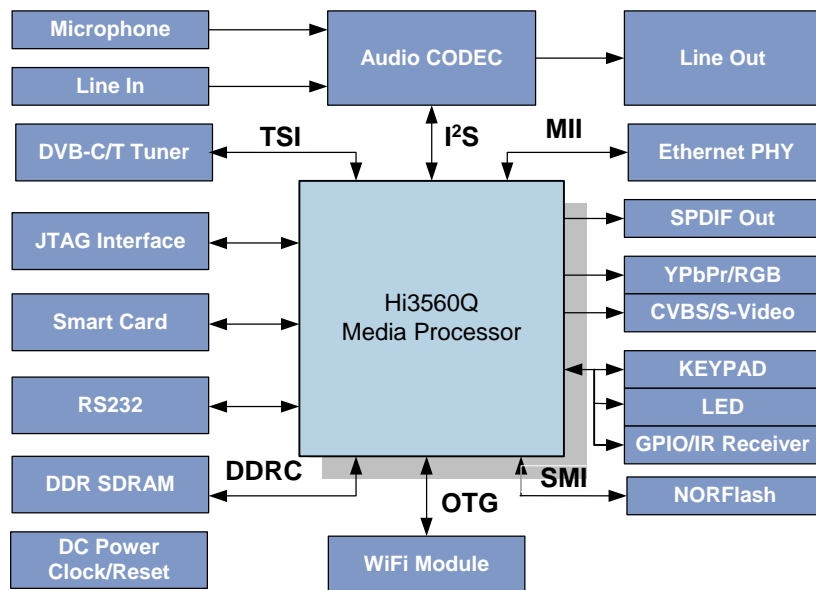 Microphone
Audio CODEC
Line Out
Line In
TSI
I²S
MII
DVB-C/T Tuner
Ethernet PHY
SPDIF Out
JTAG Interface
YPbPr/RGB
Hi3560Q
Media Processor
CVBS/S-Video
Smart Card
KEYPAD
RS232
LED
GPIO/IR Receiver
DDR SDRAM
DDRC
OTG
SMI
NORFlash
DC Power
Clock/Reset
WiFi Module